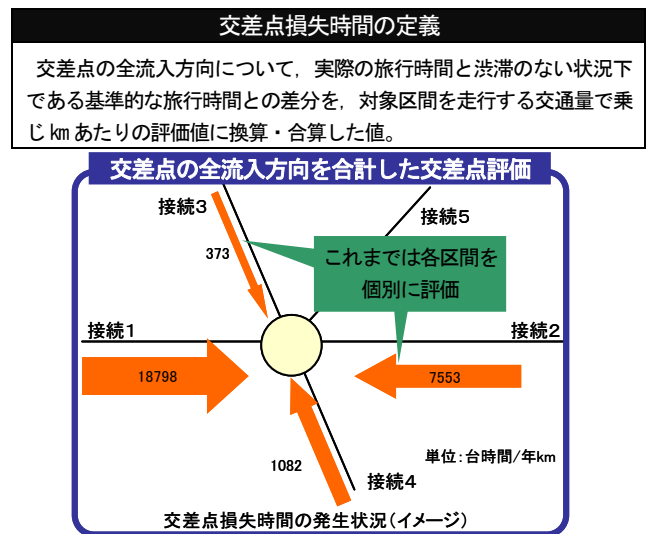 交差点損失時間の定義
交差点の全流入方向について，実際の旅行時間と渋滞のない状況下
である基準的な旅行時間との差分を，対象区間を走行する交通量で乗
じ㎞あたりの評価値に換算・合算した値。
交差点の全流入方向を合計した交差点評価
接続3
接続5
373
これまでは各区間を
個別に評価
接続1
接続2
18798
7553
1082
単位：台時間/年km
接続4
交差点損失時間の発生状況（イメージ）